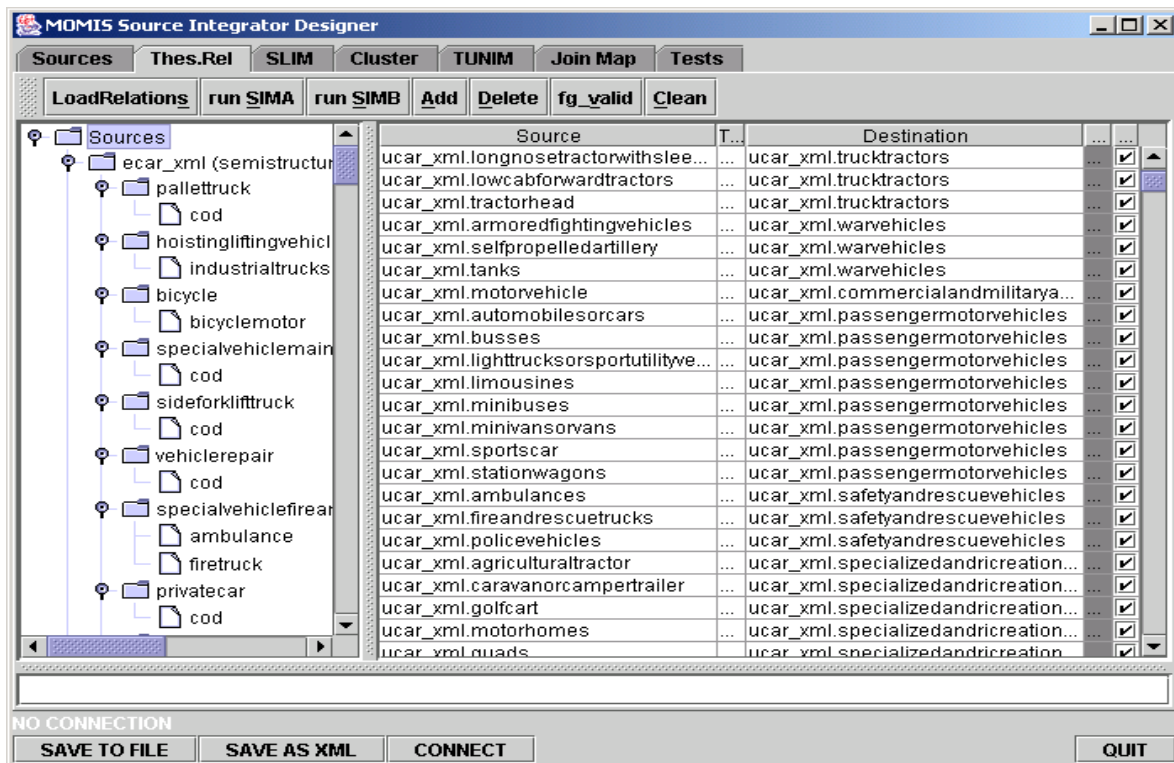 MOMIS Source Integrator Designer
Sources Thes.Rel SLIM Cluster TUNIM Join Map Tests
LoadRelations run SIMA run SIMB Add Delete fg_valid Clean
Sources
ecar_xml (semistructur
pallettruck
cod
hoistingliftingvehicl
industrialtrucks
bicycle
bicyclemotor
specialvehiclemain
cod
sideforklifttruck
cod
vehiclerepair
cod
specialvehiclefirear
ambulance
firetruck
privatecar
cod
Source T... Destination ... ...
ucar_xml.longnosetractorwithslee... ... ucar_xml.trucktractors ...
ucar_xml.lowcabforwardtractors ... ucar_xml.trucktractors ...
ucar_xml.tractorhead ... ucar_xml.trucktractors ...
ucar_xml.armoredfightingvehicles ... ucar_xml.warvehicles ...
ucar_xml.selfpropelledartillery ... ucar_xml.warvehicles ...
ucar_xml.tanks ... ucar_xml.warvehicles ...
ucar_xml.motorvehicle ... ucar_xml.commercialandmilitarya... ...
ucar_xml.automobilesorcars ... ucar_xml.passengermotorvehicles ...
ucar_xml.busses ... ucar_xml.passengermotorvehicles ...
ucar_xml.lighttrucksorsportutilityve... ... ucar_xml.passengermotorvehicles ...
ucar_xml.limousines ... ucar_xml.passengermotorvehicles ...
ucar_xml.minibuses ... ucar_xml.passengermotorvehicles ...
ucar_xml.minivansorvans ... ucar_xml.passengermotorvehicles ...
ucar_xml.sportscar ... ucar_xml.passengermotorvehicles ...
ucar_xml.stationwagons ... ucar_xml.passengermotorvehicles ...
ucar_xml.ambulances ... ucar_xml.safetyandrescuevehicles ...
ucar_xml.fireandrescuetrucks ... ucar_xml.safetyandrescuevehicles ...
ucar_xml.policevehicles ... ucar_xml.safetyandrescuevehicles ...
ucar_xml.agriculturaltractor ... ucar_xml.specializedandricreation... ...
ucar_xml.caravanorcampertrailer ... ucar_xml.specializedandricreation... ...
ucar_xml.golfcart ... ucar_xml.specializedandricreation... ...
ucar_xml.motorhomes ... ucar_xml.specializedandricreation... ...
ucar_xml.quads ... ucar_xml.specializedandricreation... ...
NO CONNECTION
SAVE TO FILE SAVE AS XML CONNECT QUIT